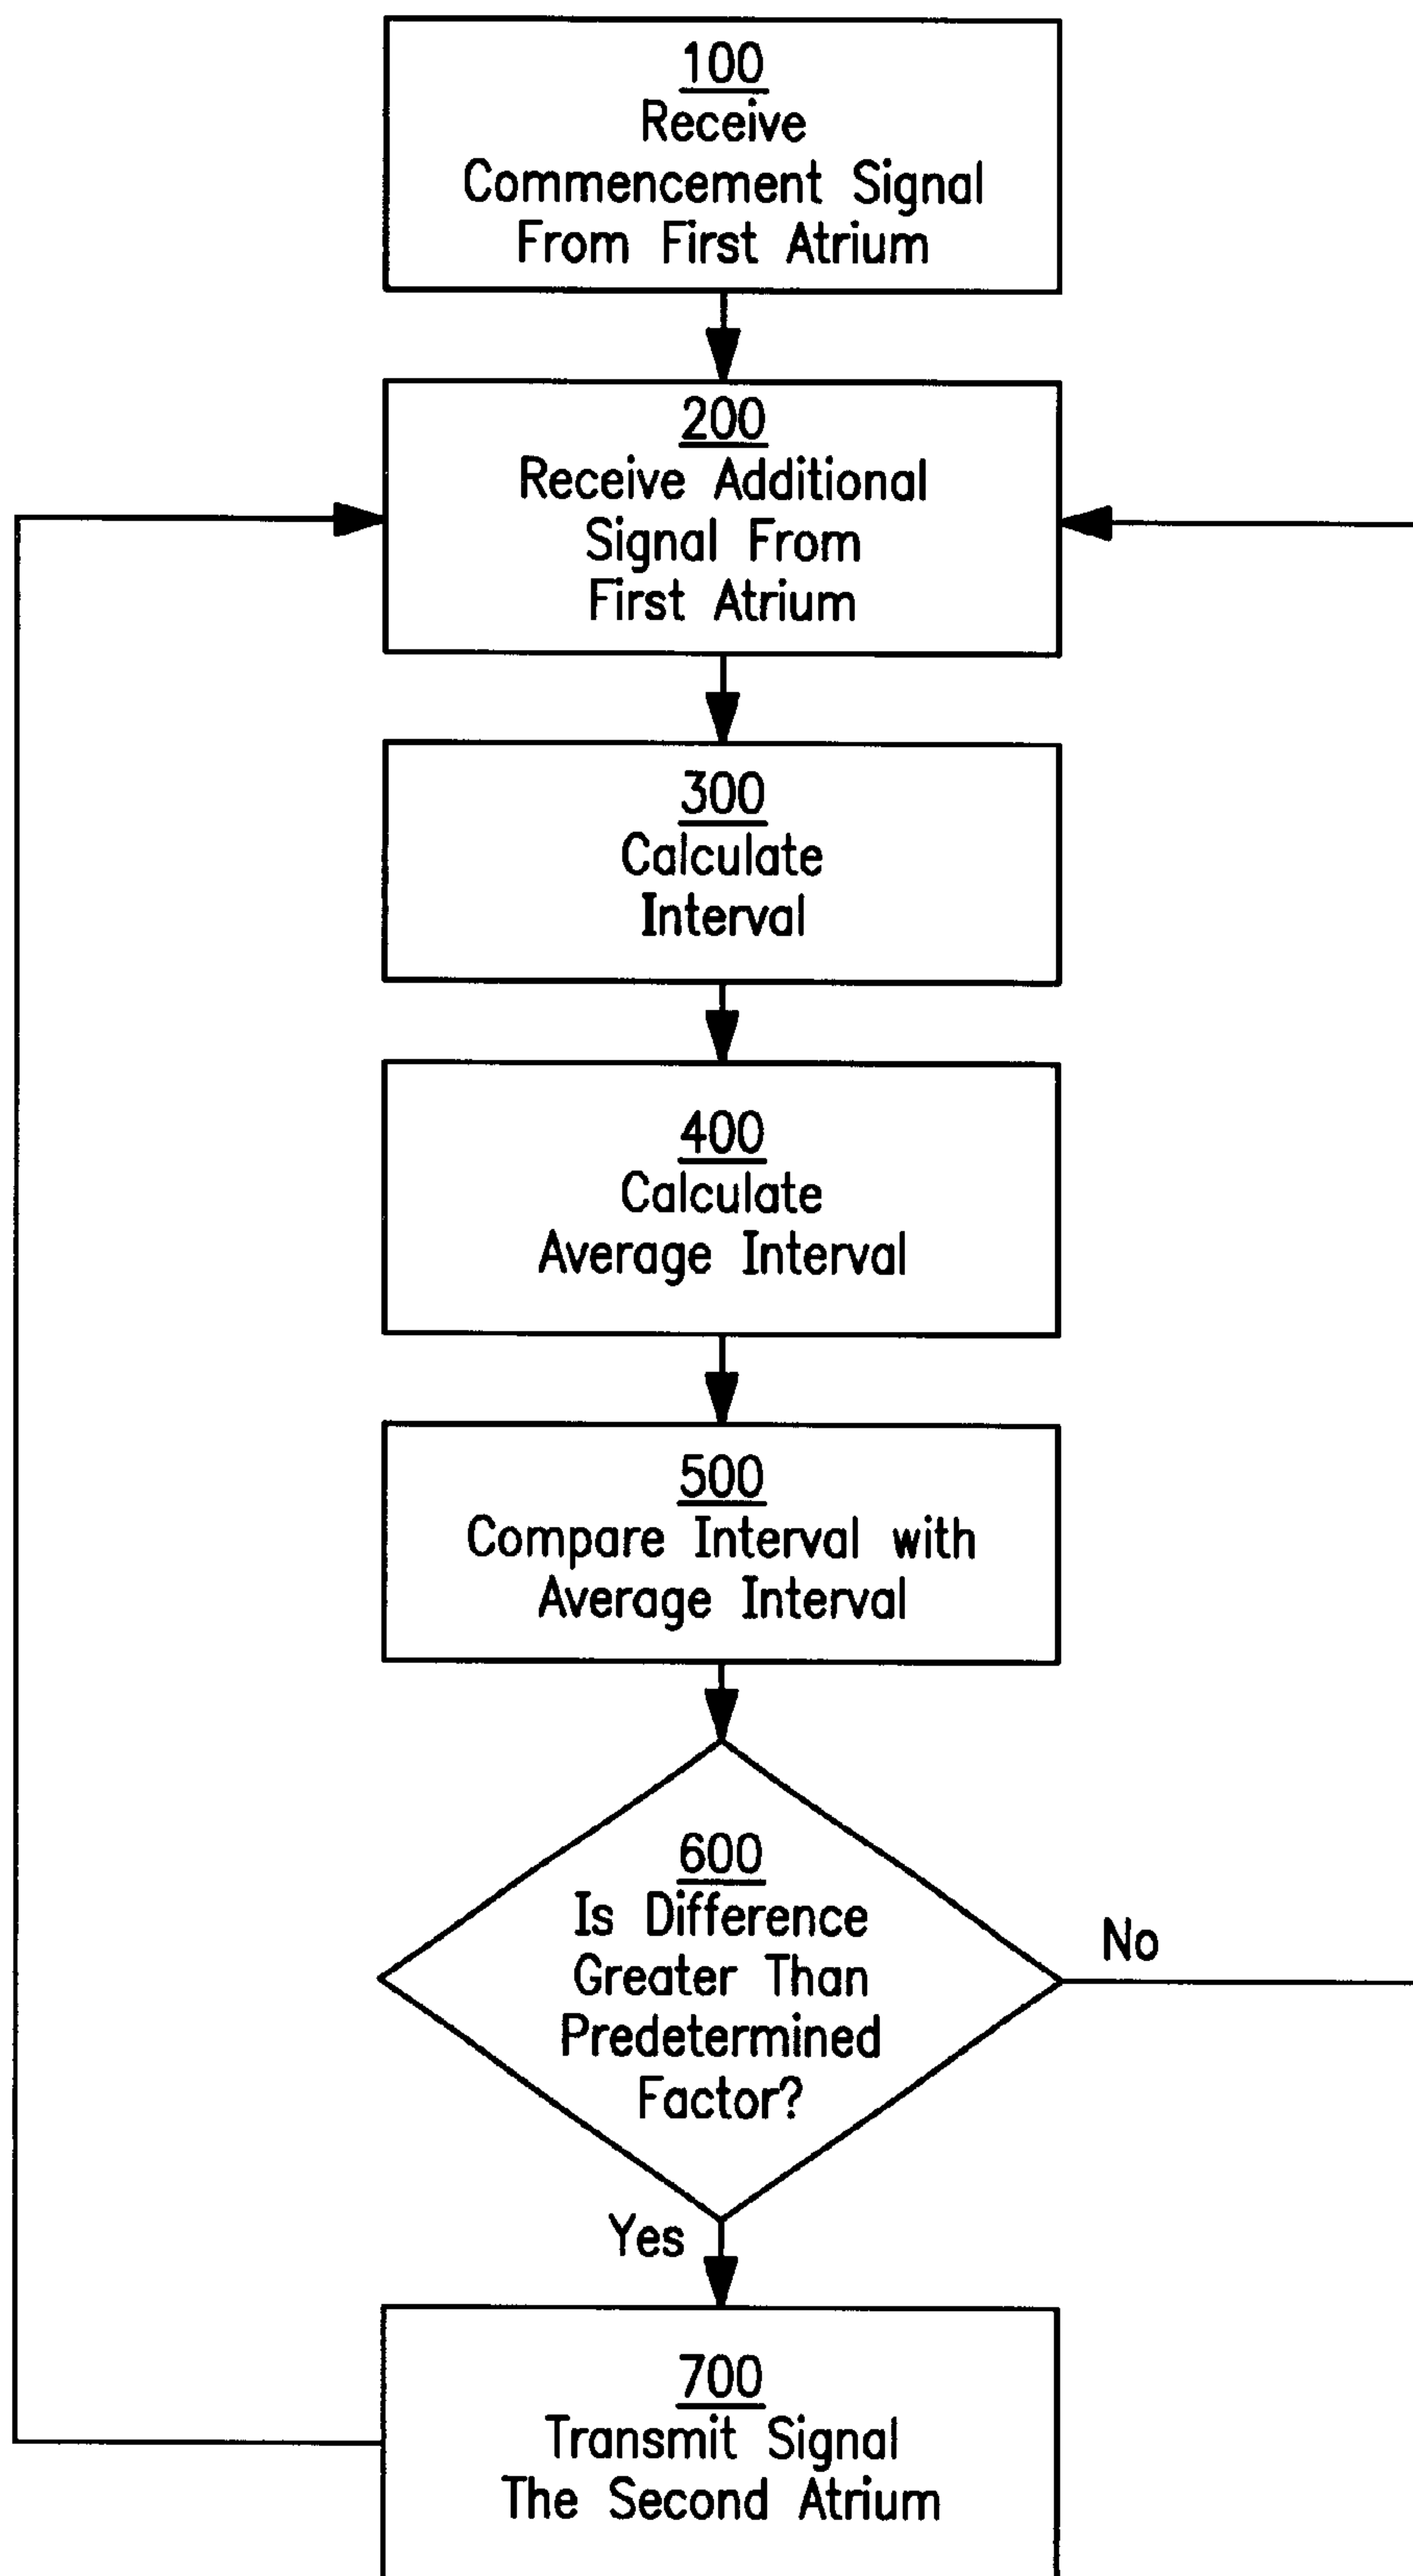 100
Receive
Commencement Signal
From First Atrium
200
Receive Additional
Signal From
First Atrium
300
Calculate
Interval
400
Calculate
Average Interval
500
Compare Interval with
Average Interval
600
Is Difference
Greater Than
Predetermined
Factor?
No
Yes
700
Transmit Signal
The Second Atrium